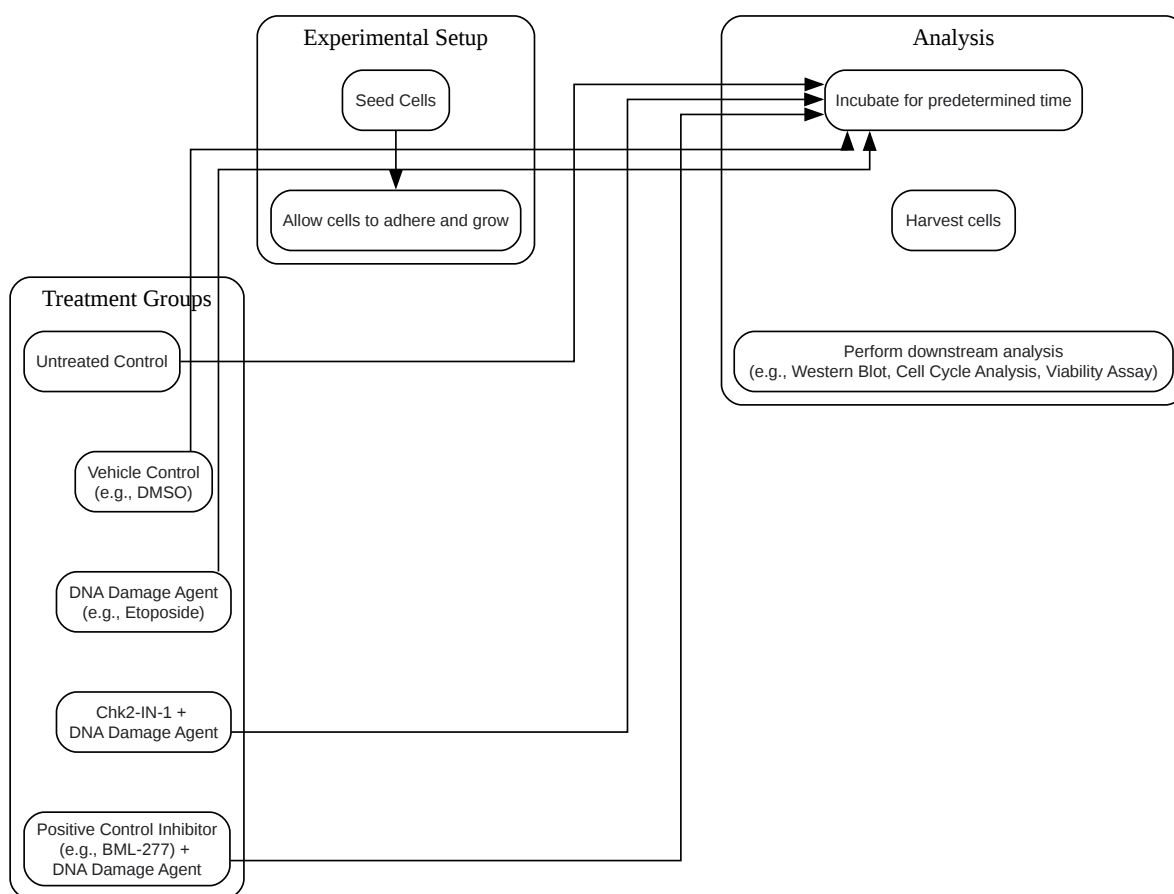 Experimental Setup
Seed Cells
Allow cells to adhere and grow
Analysis
Incubate for predetermined time
Harvest cells
Perform downstream analysis
(e.g., Western Blot, Cell Cycle Analysis, Viability Assay)
Treatment Groups
Untreated Control
Vehicle Control
(e.g., DMSO)
DNA Damage Agent
(e.g., Etoposide)
Chk2-IN-1 +
DNA Damage Agent
Positive Control Inhibitor
(e.g., BML-277) +
DNA Damage Agent